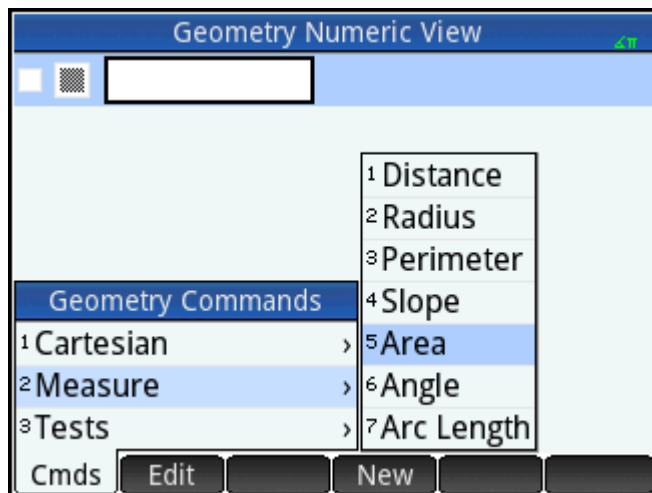 Geometry Numeric View
∡π
1 Distance
2 Radius
3 Perimeter
4 Slope
5 Area
6 Angle
7 Arc Length
Geometry Commands
1 Cartesian ›
2 Measure ›
3 Tests ›
Cmds Edit New